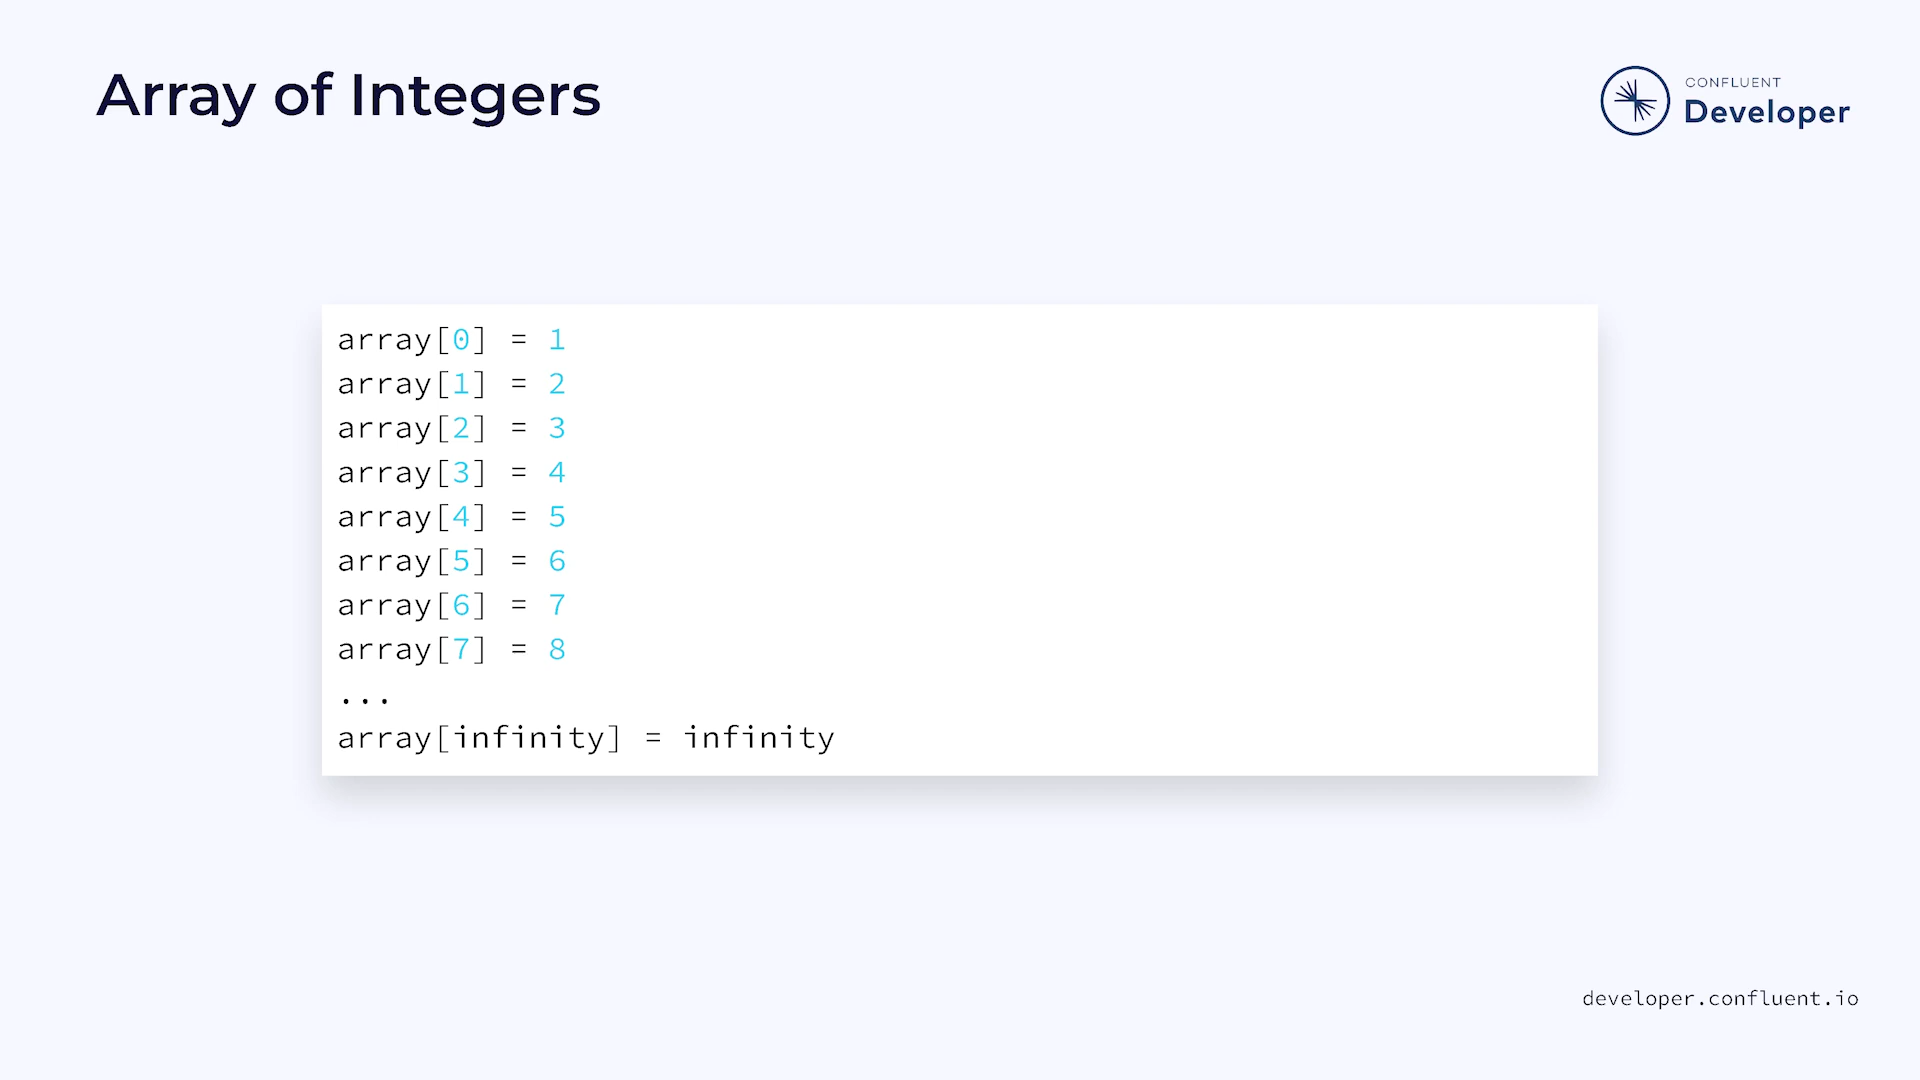 Array of Integers
CONFLUENT
Developer
array[0] = 1
array[1] = 2
array[2] = 3
array[3] = 4
array[4] = 5
array[5] = 6
array[6] = 7
array[7] = 8
...
array[infinity] = infinity
developer.confluent.io